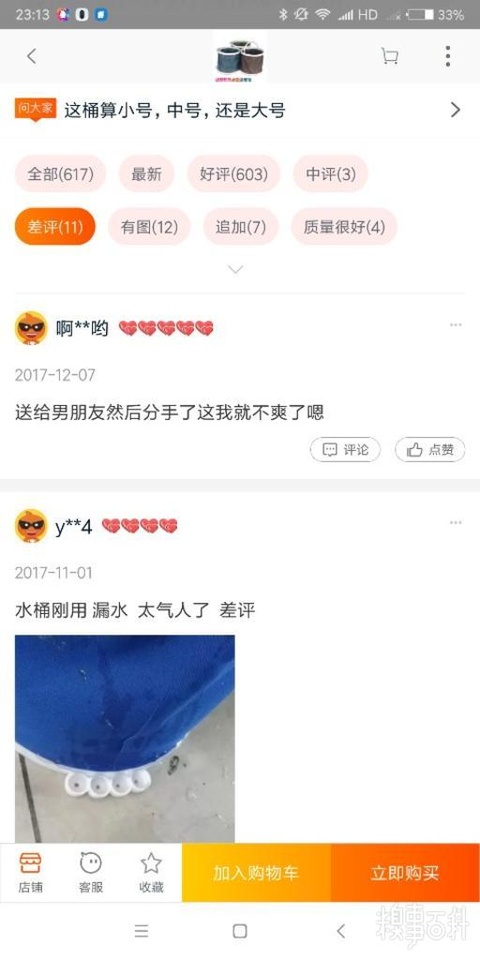 23:13
HD
33%
问大家
这桶算小号，中号，还是大号
全部(617)
最新
好评(603)
中评(3)
差评(11)
有图(12)
追加(7)
质量很好(4)
啊**哟
2017-12-07
送给男朋友然后分手了这我就不爽了嗯
评论
点赞
y**4
2017-11-01
水桶刚用 漏水  太气人了  差评
店铺
客服
收藏
加入购物车
立即购买
糗事百科